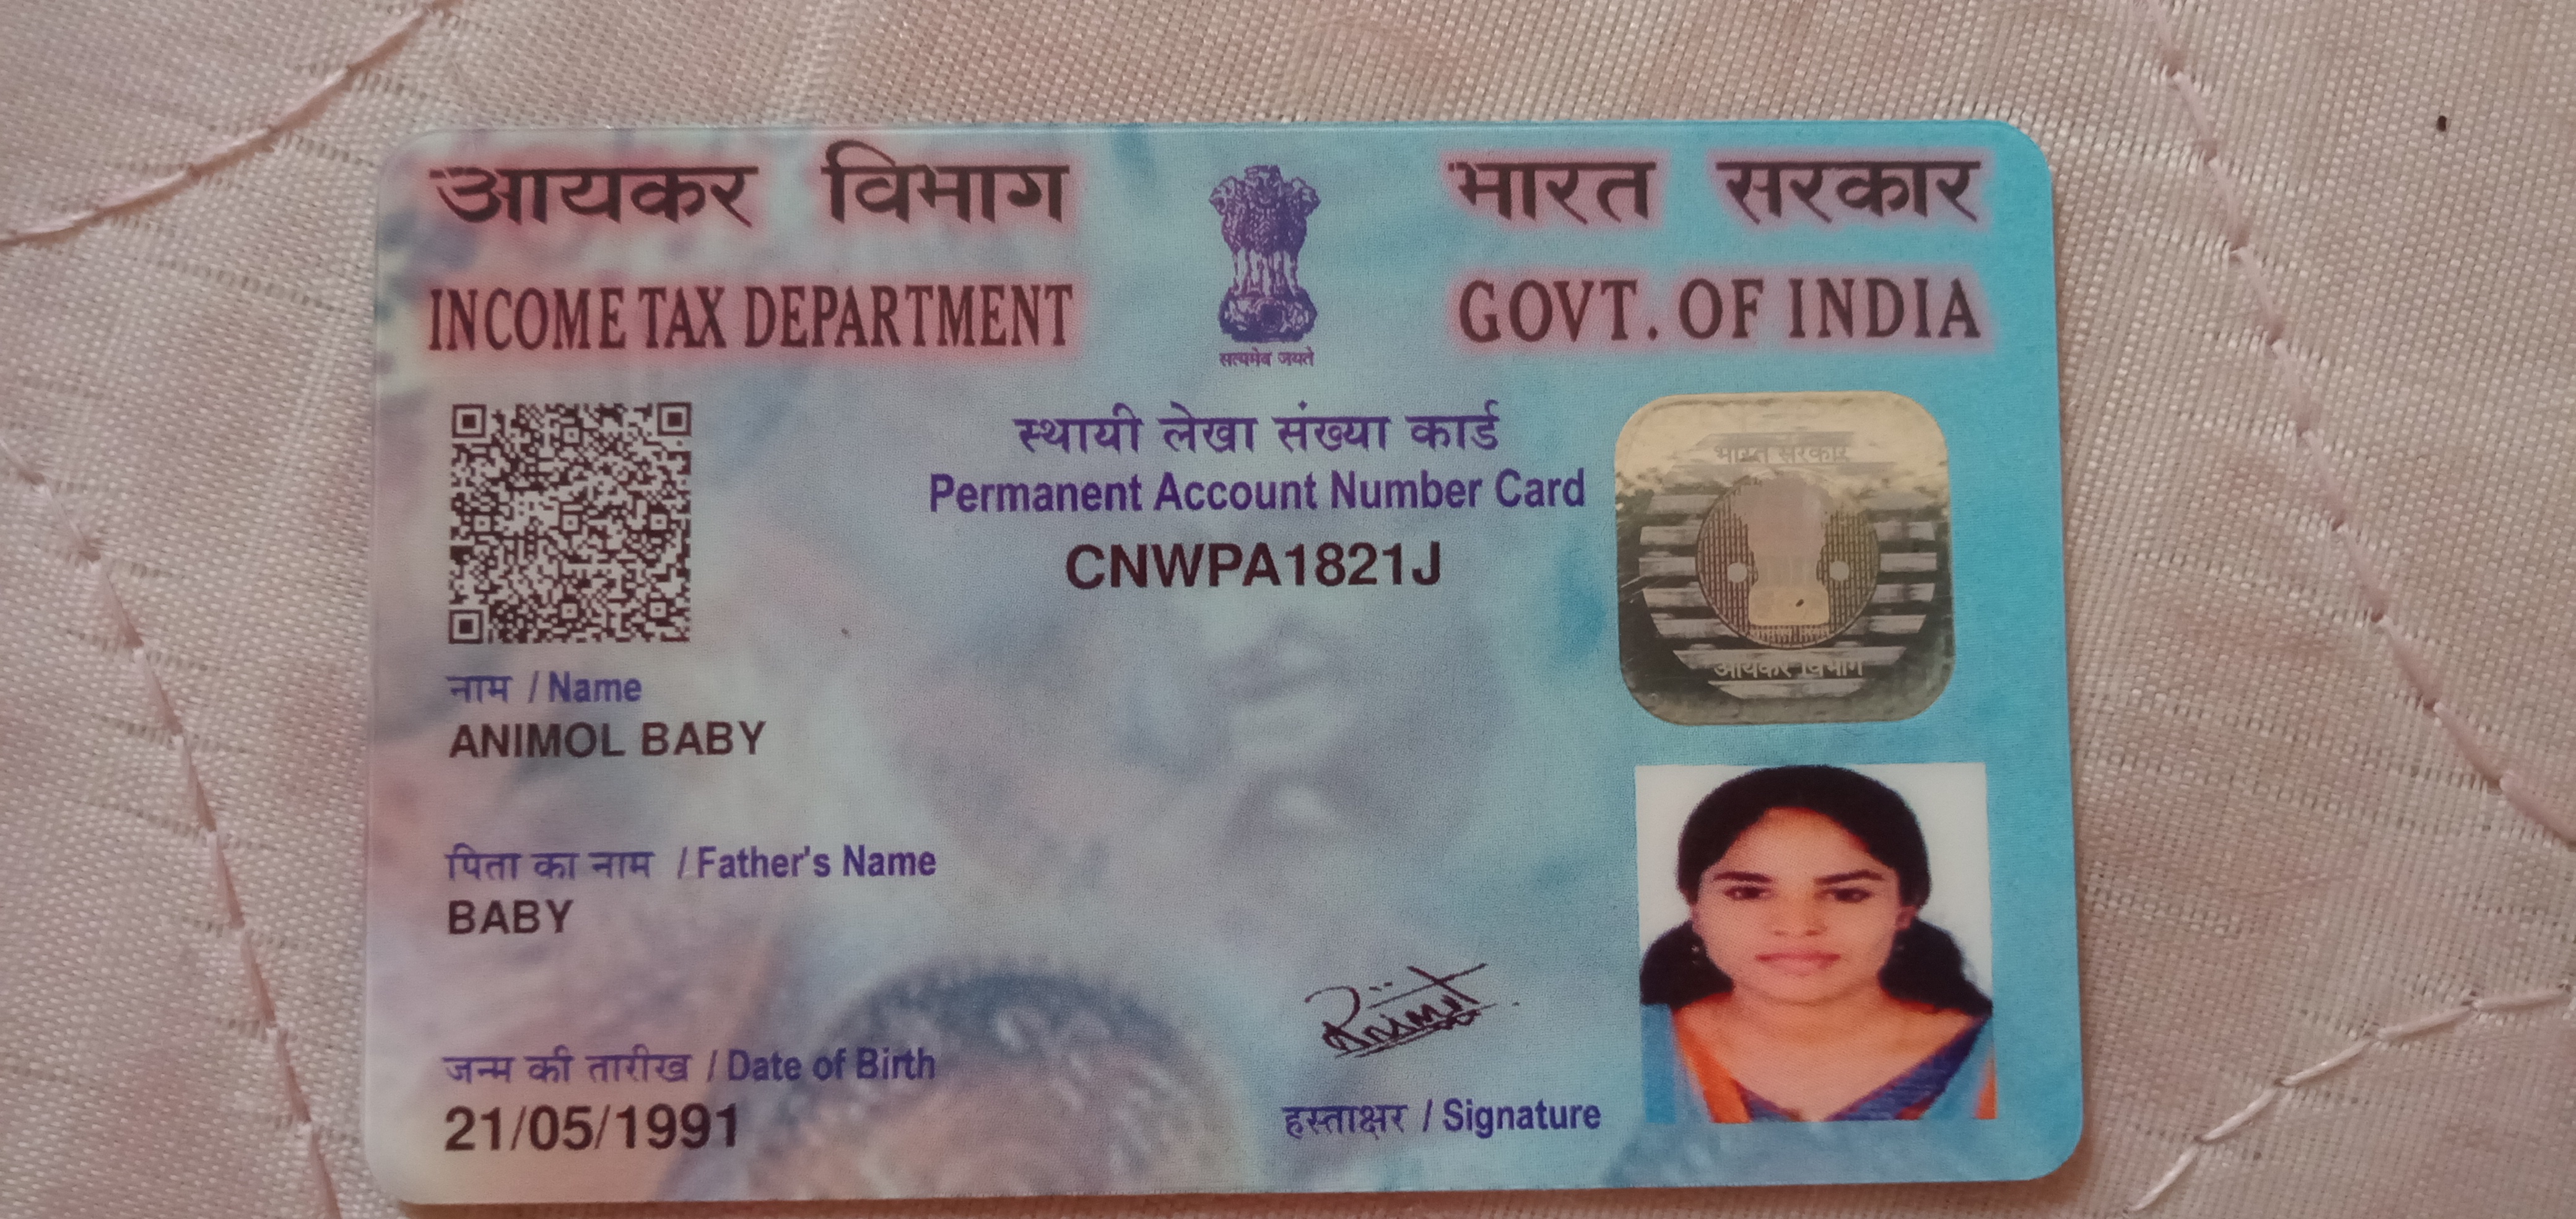 आयकर विभाग
INCOME TAX DEPARTMENT
सत्यमेव जयते
भारत सरकार
GOVT. OF INDIA
स्थायी लेखा संख्या कार्ड
Permanent Account Number Card
CNWPA1821J
भारत सरकार
आयकर विभाग
नाम / Name
ANIMOL BABY
पिता का नाम / Father's Name
BABY
जन्म की तारीख / Date of Birth
21/05/1991
हस्ताक्षर / Signature